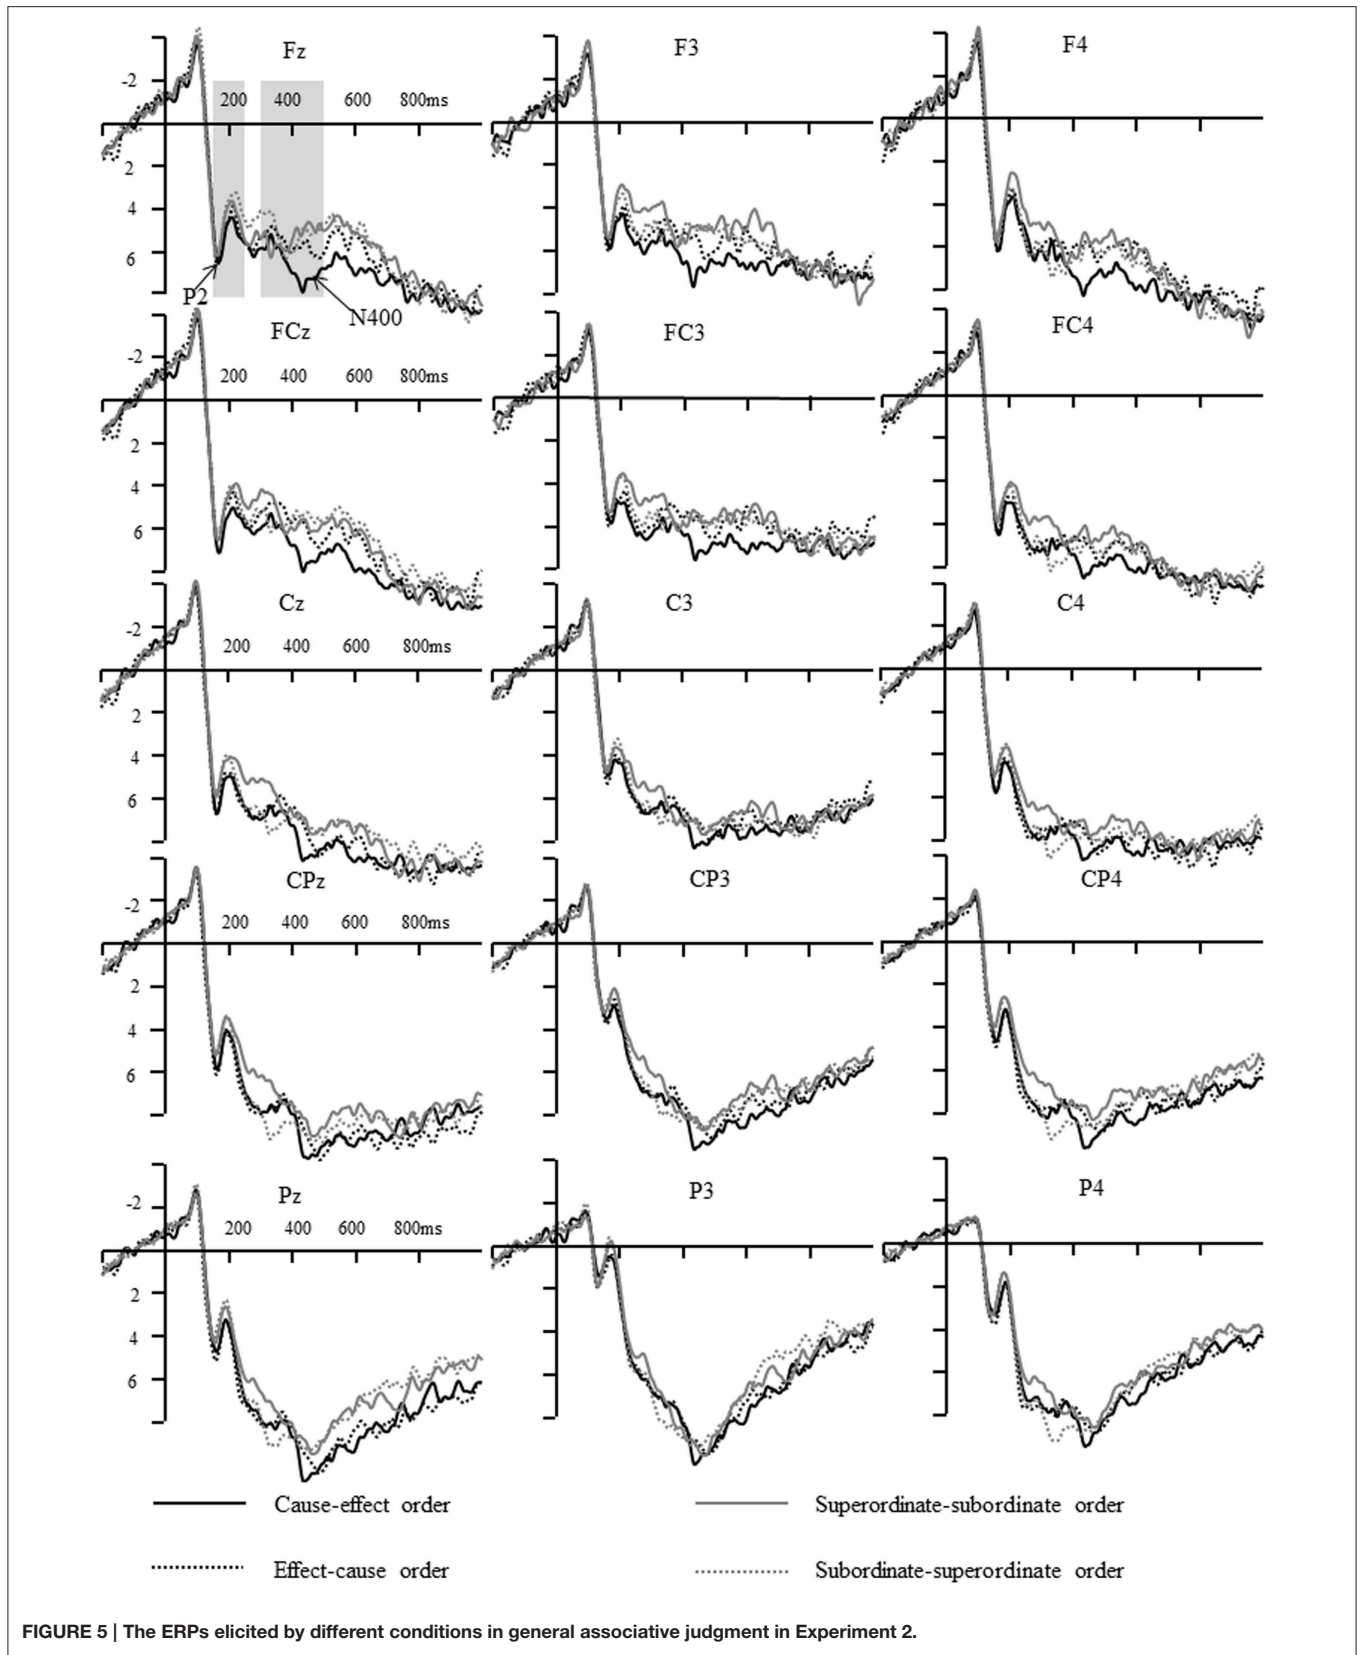 Fz F3 F4
-2
200 400 600 800ms
2
4
6
P2
N400
FCz FC3 FC4
-2
200 400 600 800ms
2
4
6
Cz C3 C4
-2
200 400 600 800ms
2
4
6
CPz CP3 CP4
-2
200 400 600 800ms
2
4
6
Pz P3 P4
-2
200 400 600 800ms
2
4
6
Cause-effect order Superordinate-subordinate order
Effect-cause order Subordinate-superordinate order
FIGURE 5 | The ERPs elicited by different conditions in general associative judgment in Experiment 2.